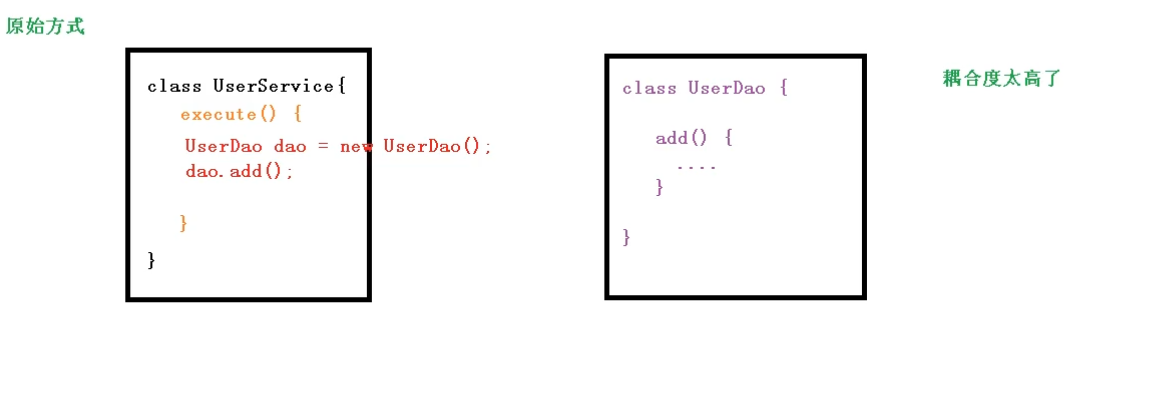 原始方式
class UserService{
execute() {
UserDao dao = new UserDao();
dao.add();
}
}
class UserDao {
add() {
....
}
}
耦合度太高了